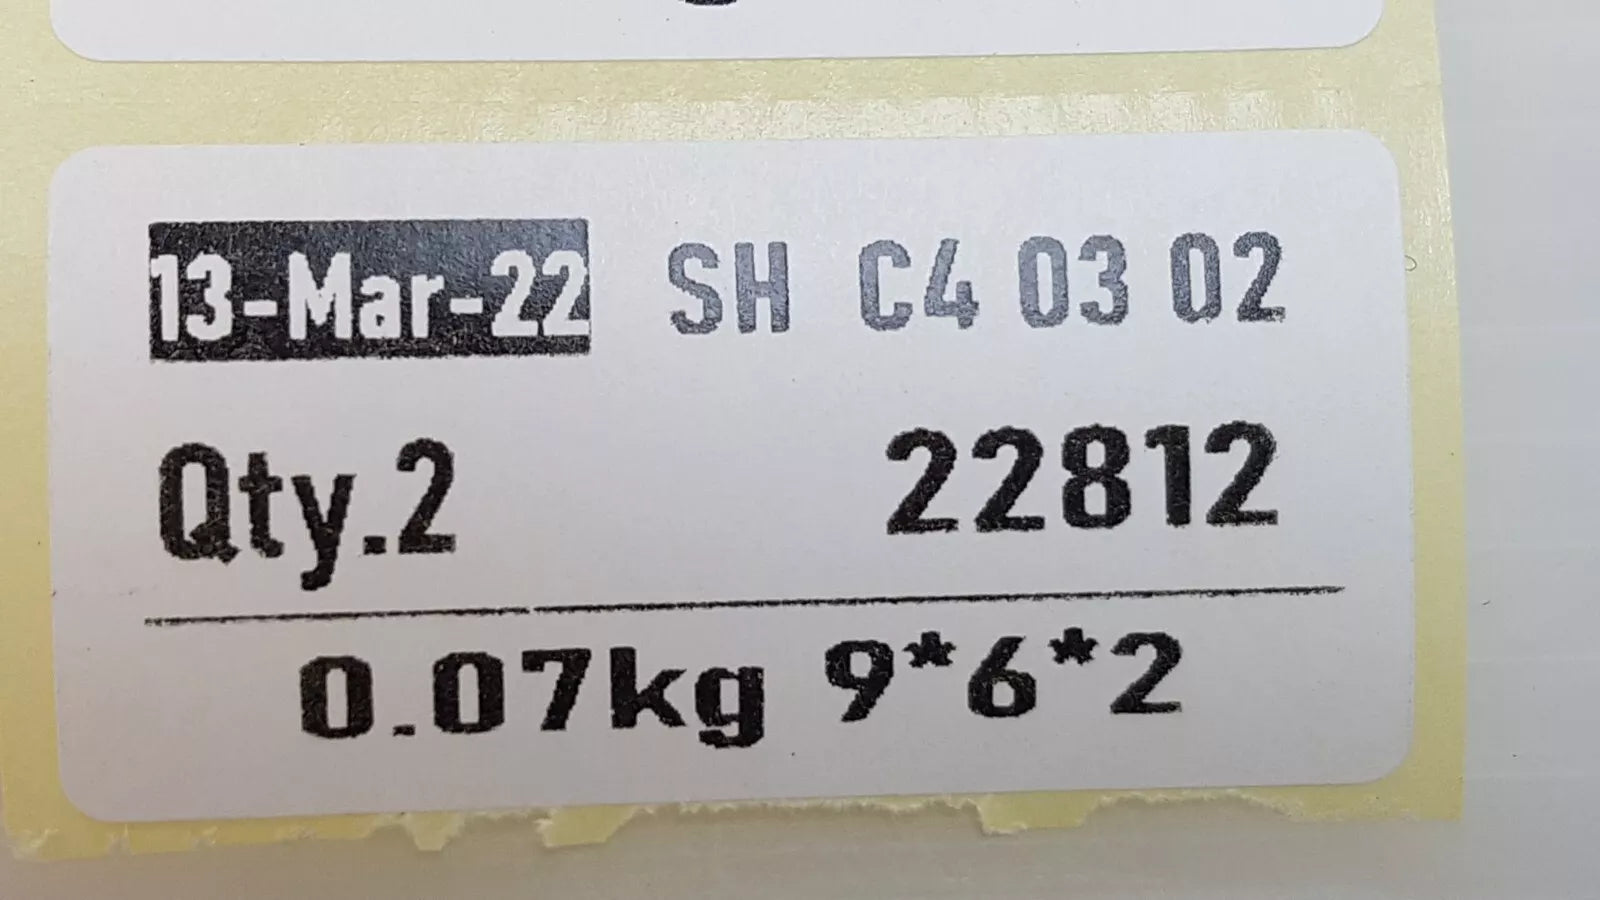 13-Mar-22 SH C4 03 02
Qty.2 22812
0.07kg 9*6*2